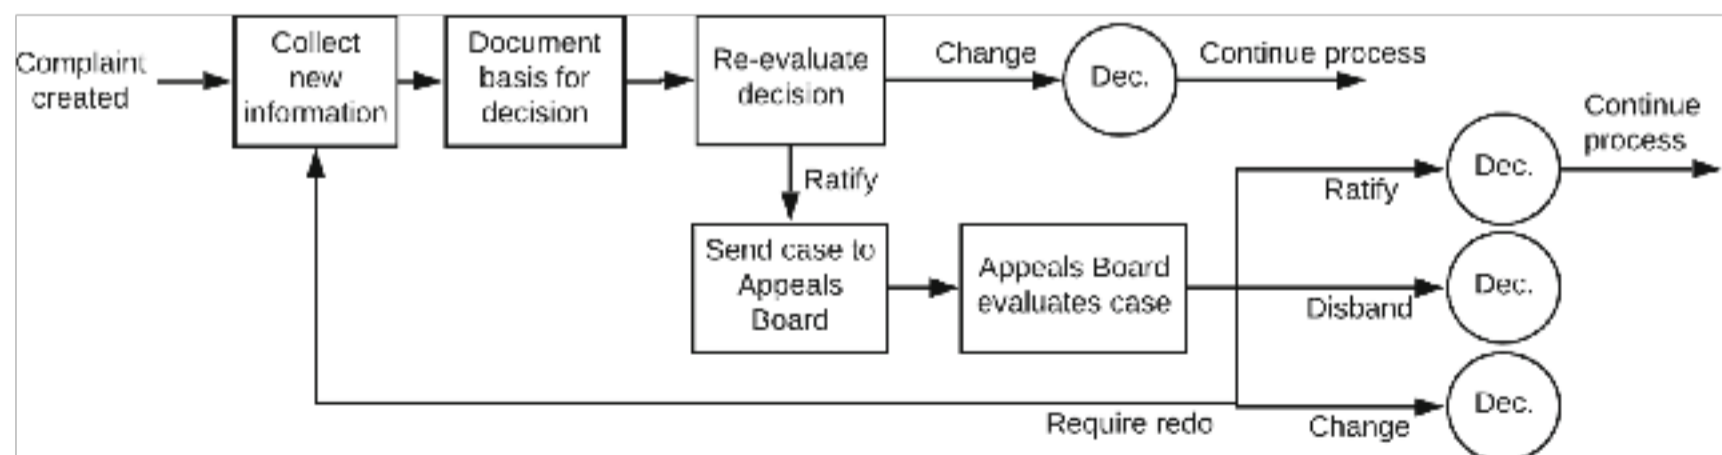 Complaint
created
Collect
new
information
Document
basis for
decision
Re-evaluate
decision
Change
Dec.
Continue process
Ratify
Send case to
Appeals
Board
Appeals Board
evaluates case
Ratify
Dec.
Continue
process
Disband
Dec.
Require redo
Change
Dec.